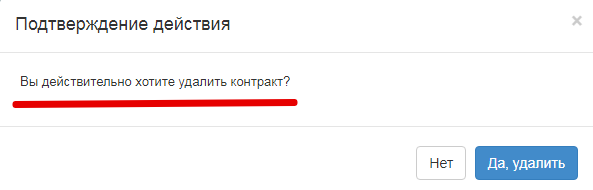 Подтверждение действия ×
Вы действительно хотите удалить контракт?
Нет Да, удалить